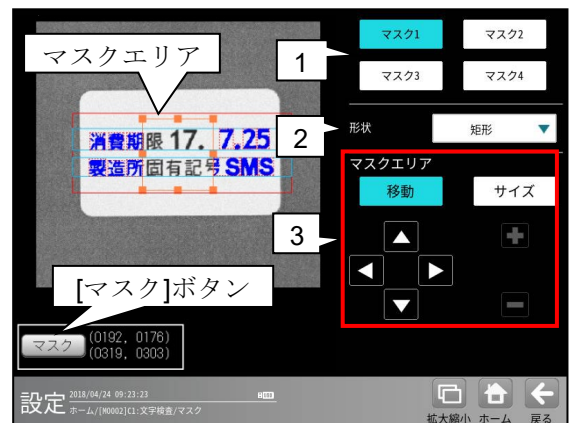 マスクエリア
1
マスク1
マスク2
マスク3
マスク4
2
形状
矩形
消費期限 17. 7.25
製造所固有記号 SMS
マスクエリア
移動
サイズ
3
[マスク]ボタン
マスク
(0192, 0176)
(0319, 0303)
設定
2018/04/24 09:23:23
ホーム/[M0002]C1:文字検査/マスク
拡大縮小
ホーム
戻る